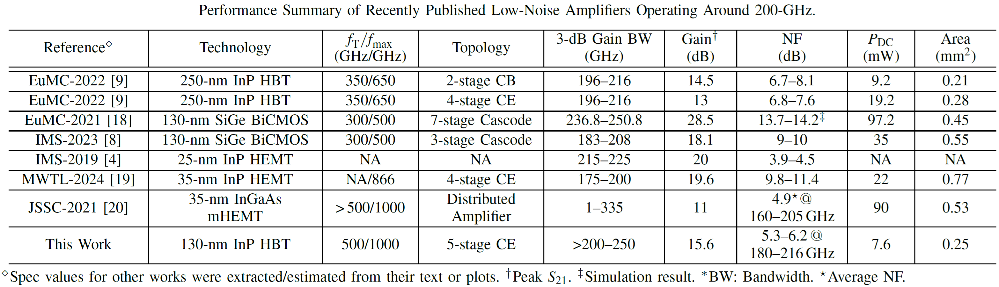 Performance Summary of Recently Published Low-Noise Amplifiers Operating Around 200-GHz.
Reference◇ Technology fT/fmax (GHz/GHz) Topology 3-dB Gain BW (GHz) Gain† (dB) NF (dB) PDC (mW) Area (mm²)
EuMC-2022 [9] 250-nm InP HBT 350/650 2-stage CB 196–216 14.5 6.7–8.1 9.2 0.21
EuMC-2022 [9] 250-nm InP HBT 350/650 4-stage CE 196–216 13 6.8–7.6 19.2 0.28
EuMC-2021 [18] 130-nm SiGe BiCMOS 300/500 7-stage Cascode 236.8–250.8 28.5 13.7–14.2‡ 97.2 0.45
IMS-2023 [8] 130-nm SiGe BiCMOS 300/500 3-stage Cascode 183–208 18.1 9–10 35 0.55
IMS-2019 [4] 25-nm InP HEMT NA NA 215–225 20 3.9–4.5 NA NA
MWTL-2024 [19] 35-nm InP HEMT NA/866 4-stage CE 175–200 19.6 9.8–11.4 22 0.77
JSSC-2021 [20] 35-nm InGaAs mHEMT >500/1000 Distributed Amplifier 1–335 11 4.9⋆@ 160–205 GHz 90 0.53
This Work 130-nm InP HBT 500/1000 5-stage CE >200–250 15.6 5.3–6.2 @ 180–216 GHz 7.6 0.25
◇Spec values for other works were extracted/estimated from their text or plots. †Peak S21. ‡Simulation result. *BW: Bandwidth. ⋆Average NF.